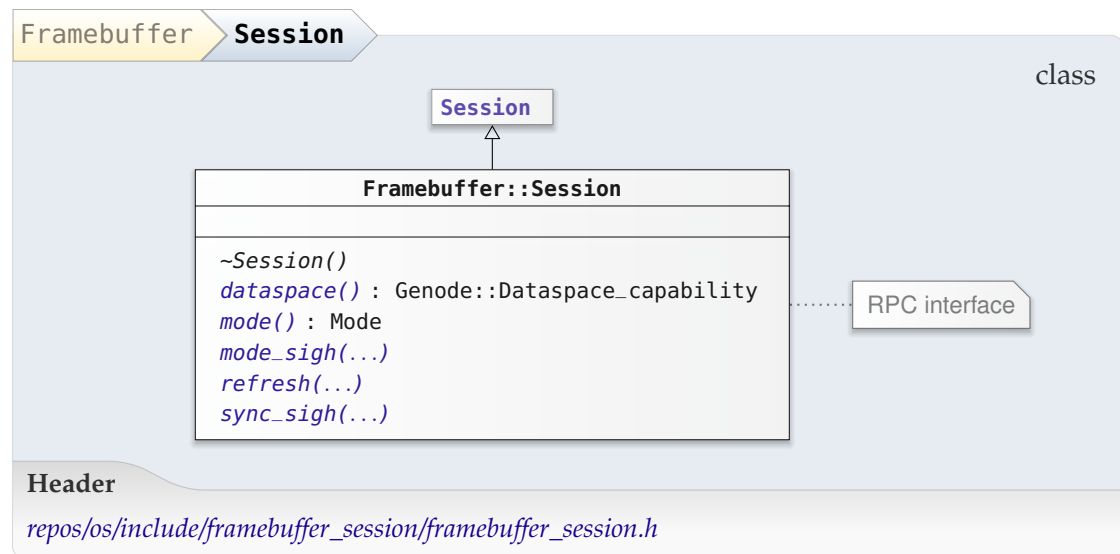 Framebuffer Session
class
Session
Framebuffer::Session
~Session()
dataspace() : Genode::Dataspace_capability
mode() : Mode
mode_sigh(...)
refresh(...)
sync_sigh(...)
RPC interface
Header
repos/os/include/framebuffer_session/framebuffer_session.h